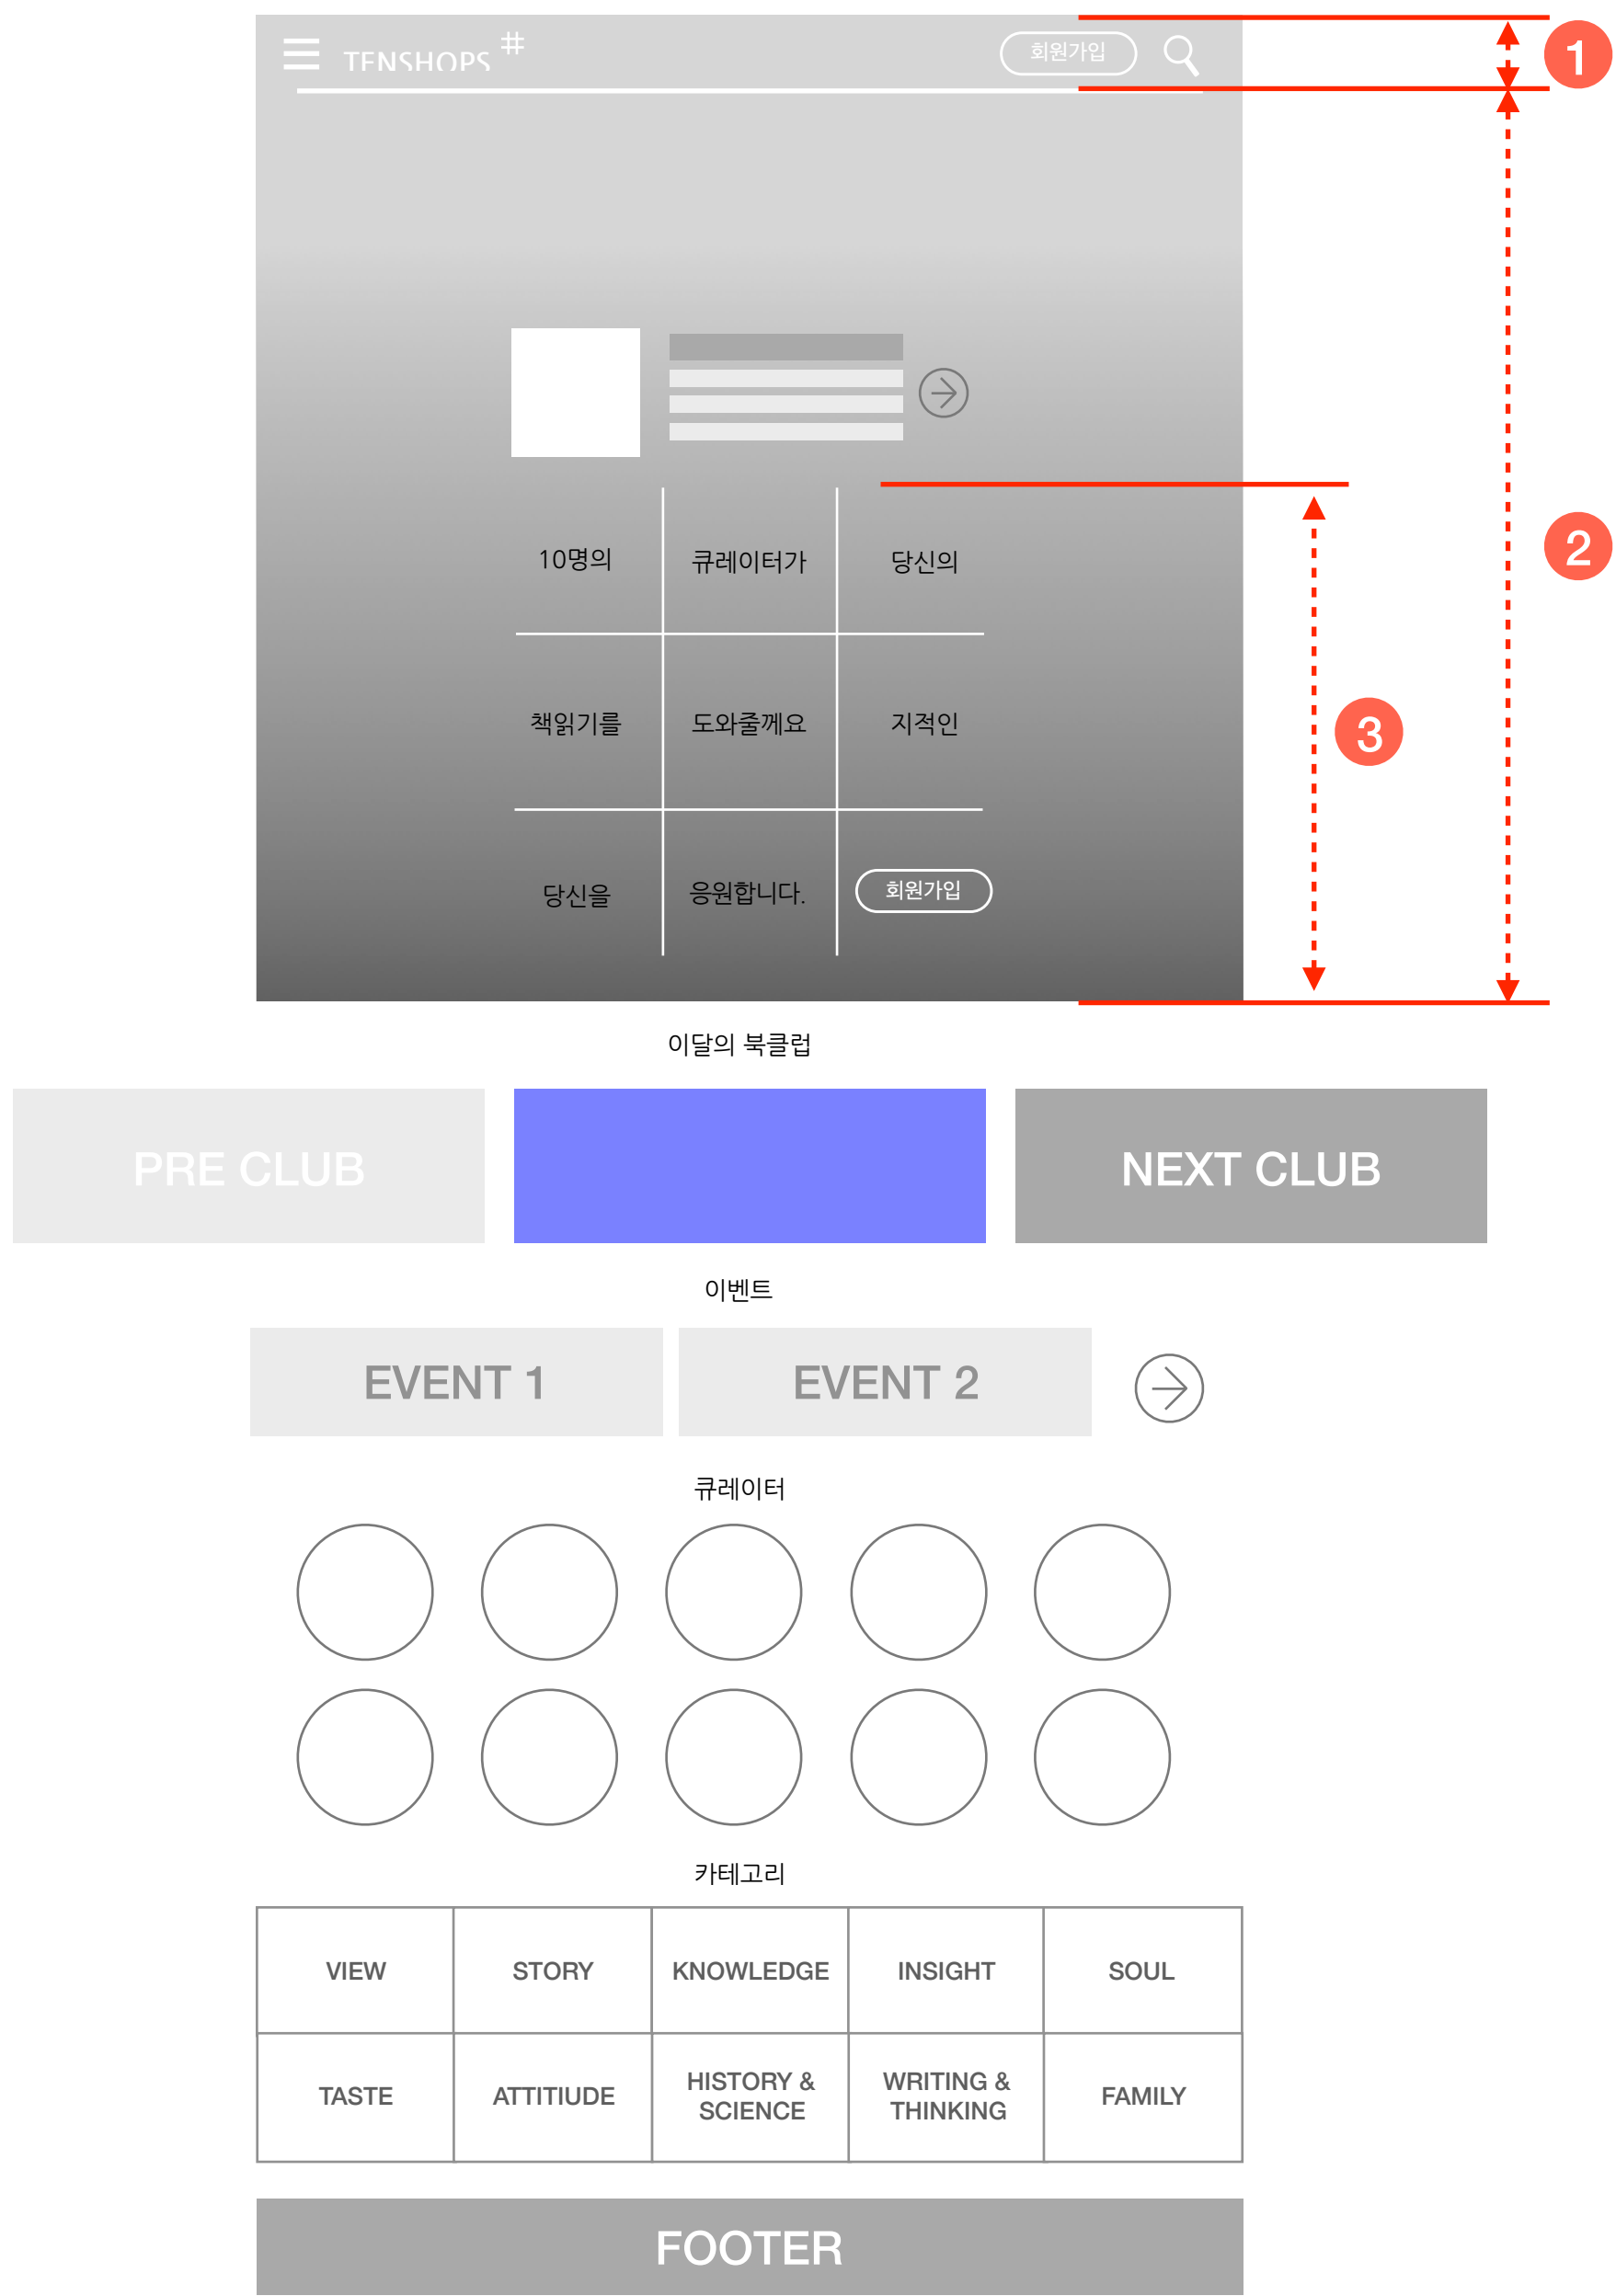 TENSHOPS #
회원가입
1
10명의
큐레이터가
당신의
2
책읽기를
도와줄께요
지적인
3
당신을
응원합니다.
회원가입
이달의 북클럽
PRE CLUB
NEXT CLUB
이벤트
EVENT 1
EVENT 2
큐레이터
카테고리
VIEW
STORY
KNOWLEDGE
INSIGHT
SOUL
TASTE
ATTITIUDE
HISTORY &
SCIENCE
WRITING &
THINKING
FAMILY
FOOTER